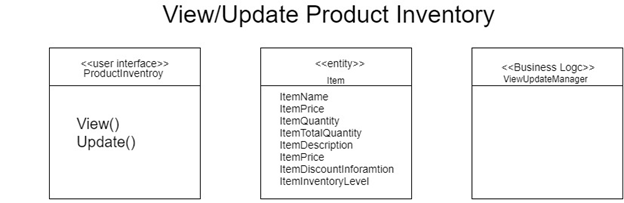 View/Update Product Inventory
<<user interface>>
ProductInventroy
View()
Update()
<<entity>>
Item
ItemName
ItemPrice
ItemQuantity
ItemTotalQuantity
ItemDescription
ItemPrice
ItemDiscountInforamtion
ItemInventoryLevel
<<Business Logc>>
ViewUpdateManager